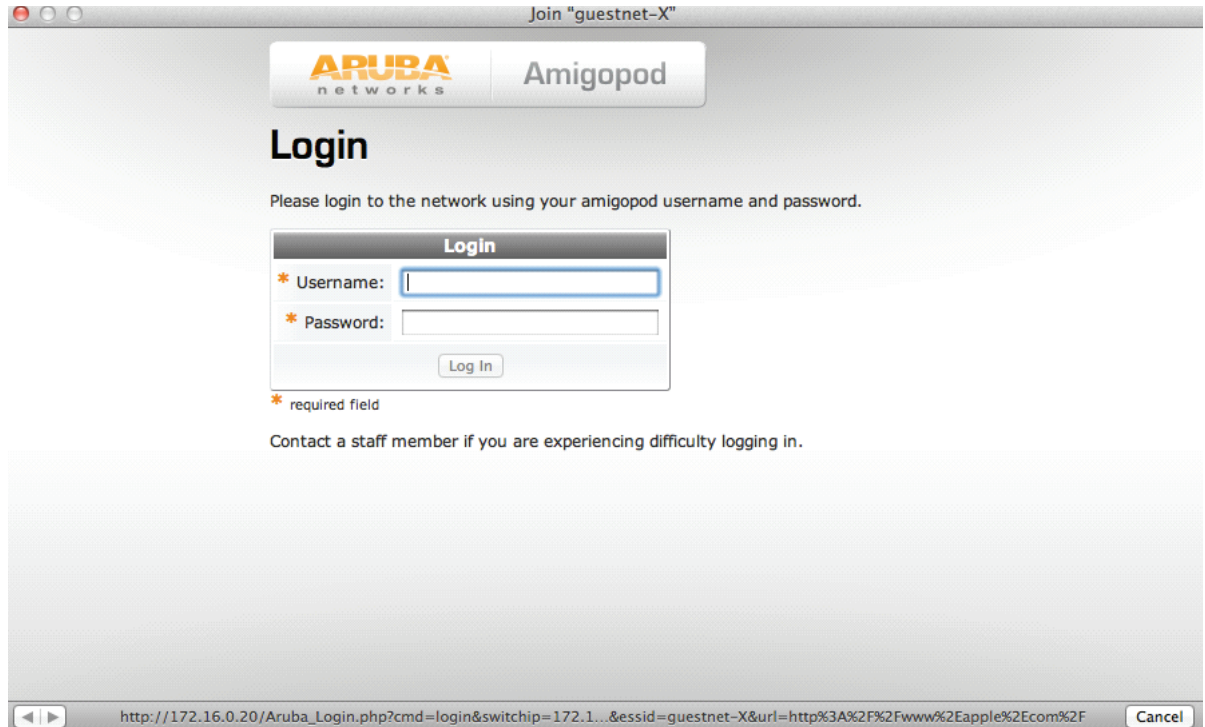 Join "guestnet-X"
ARUBA networks Amigopod
Login
Please login to the network using your amigopod username and password.
Login
* Username:
* Password:
Log In
* required field
Contact a staff member if you are experiencing difficulty logging in.
http://172.16.0.20/Aruba_Login.php?cmd=login&switchip=172.1...&essid=guestnet-X&url=http%3A%2F%2Fwww%2Eapple%2Ecom%2F Cancel